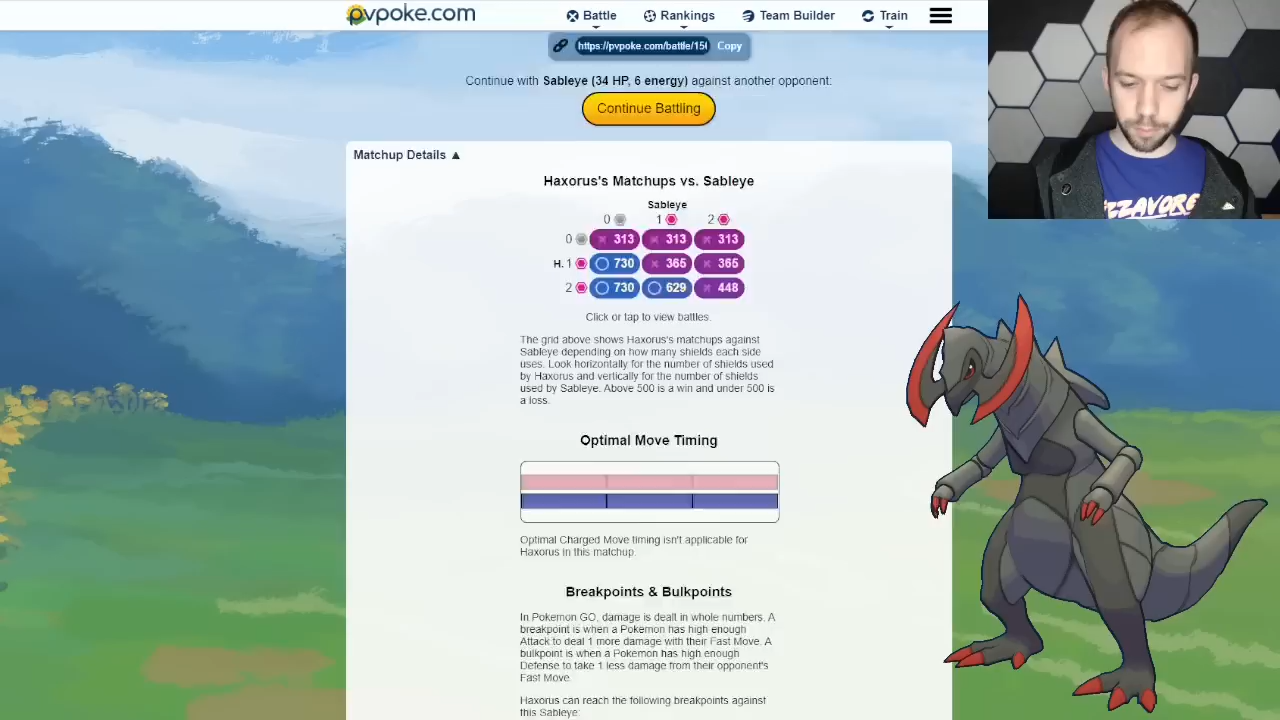 pvpoke.com
Battle
Rankings
Team Builder
Train
https://pvpoke.com/battle/150
Copy
Continue with Sableye (34 HP, 6 energy) against another opponent:
Continue Battling
Matchup Details ▲
Haxorus's Matchups vs. Sableye
Sableye
0 1 2
0 313 313 313
H. 1 730 365 365
2 730 629 448
Click or tap to view battles.
The grid above shows Haxorus's matchups against
Sableye depending on how many shields each side
uses. Look horizontally for the number of shields used
by Haxorus and vertically for the number of shields
used by Sableye. Above 500 is a win and under 500 is
a loss.
Optimal Move Timing
Optimal Charged Move timing isn't applicable for
Haxorus in this matchup.
Breakpoints & Bulkpoints
In Pokemon GO, damage is dealt in whole numbers. A
breakpoint is when a Pokemon has high enough
Attack to deal 1 more damage with their Fast Move. A
bulkpoint is when a Pokemon has high enough
Defense to take 1 less damage from their opponent's
Fast Move.
Haxorus can reach the following breakpoints against
this Sableye: